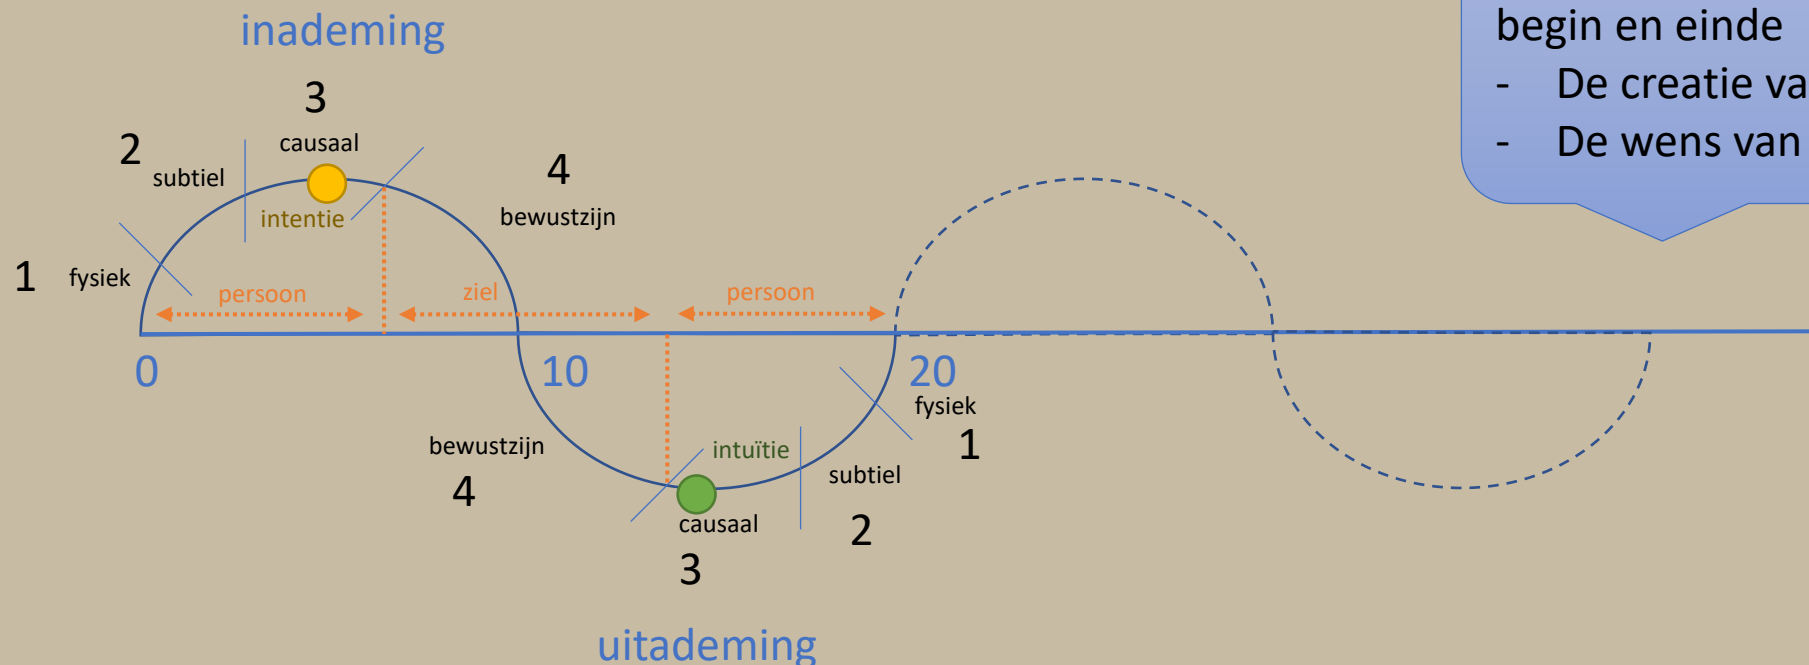 inademing
begin en einde
- De creatie va
- De wens van
3
causaal
2
subtiel
4
bewustzijn
intentie
1 fysiek
persoon
ziel
persoon
0
10
20
fysiek
1
bewustzijn
4
intuïtie
subtiel
2
causaal
3
uitademing